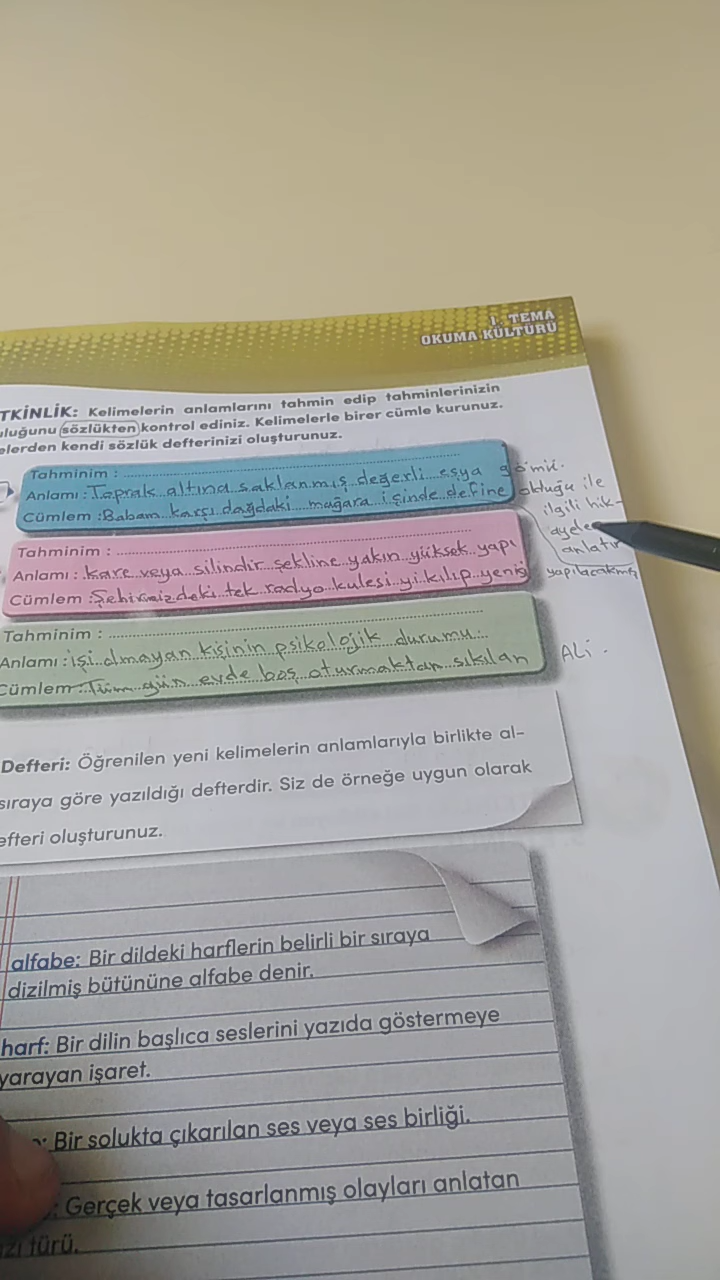 1. TEMA
OKUMA KÜLTÜRÜ
TKİNLİK: Kelimelerin anlamlarını tahmin edip tahminlerinizin
uluğunu sözlükten kontrol ediniz. Kelimelerle birer cümle kurunuz.
elerden kendi sözlük defterinizi oluşturunuz.
Tahminim :
Anlamı : Toprak altına saklanmış değerli eşya gömü.
Cümlem : Babam karşı dağdaki mağara içinde define olduğu ile
ilgili hik-
ayeler
anlatır
Tahminim :
Anlamı : Kare veya silindir şekline yakın yüksek yapı
Cümlem : Şehrimizdeki tek radyo kulesi yıkılıp yenisi yapılacakmış
Tahminim :
Anlamı : işi olmayan kişinin psikolojik durumu.
Cümlem : Tüm gün evde boş oturmaktan sıkılan ALİ.
Defteri: Öğrenilen yeni kelimelerin anlamlarıyla birlikte al-
sıraya göre yazıldığı defterdir. Siz de örneğe uygun olarak
efteri oluşturunuz.
alfabe: Bir dildeki harflerin belirli bir sıraya
dizilmiş bütününe alfabe denir.
harf: Bir dilin başlıca seslerini yazıda göstermeye
yarayan işaret.
: Bir solukta çıkarılan ses veya ses birliği.
: Gerçek veya tasarlanmış olayları anlatan
türü.